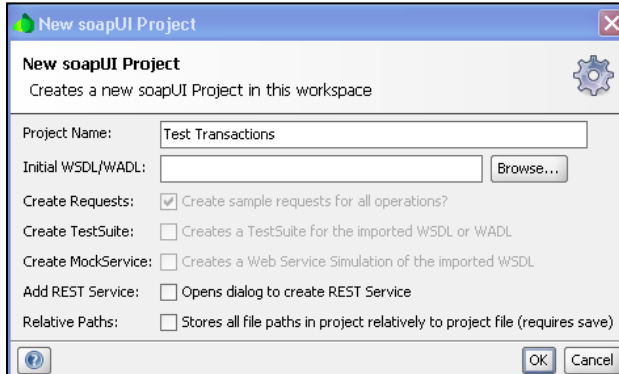 New soapUI Project
New soapUI Project
Creates a new soapUI Project in this workspace
Project Name: Test Transactions
Initial WSDL/WADL: Browse...
Create Requests: Create sample requests for all operations?
Create TestSuite: Creates a TestSuite for the imported WSDL or WADL
Create MockService: Creates a Web Service Simulation of the imported WSDL
Add REST Service: Opens dialog to create REST Service
Relative Paths: Stores all file paths in project relatively to project file (requires save)
? OK Cancel